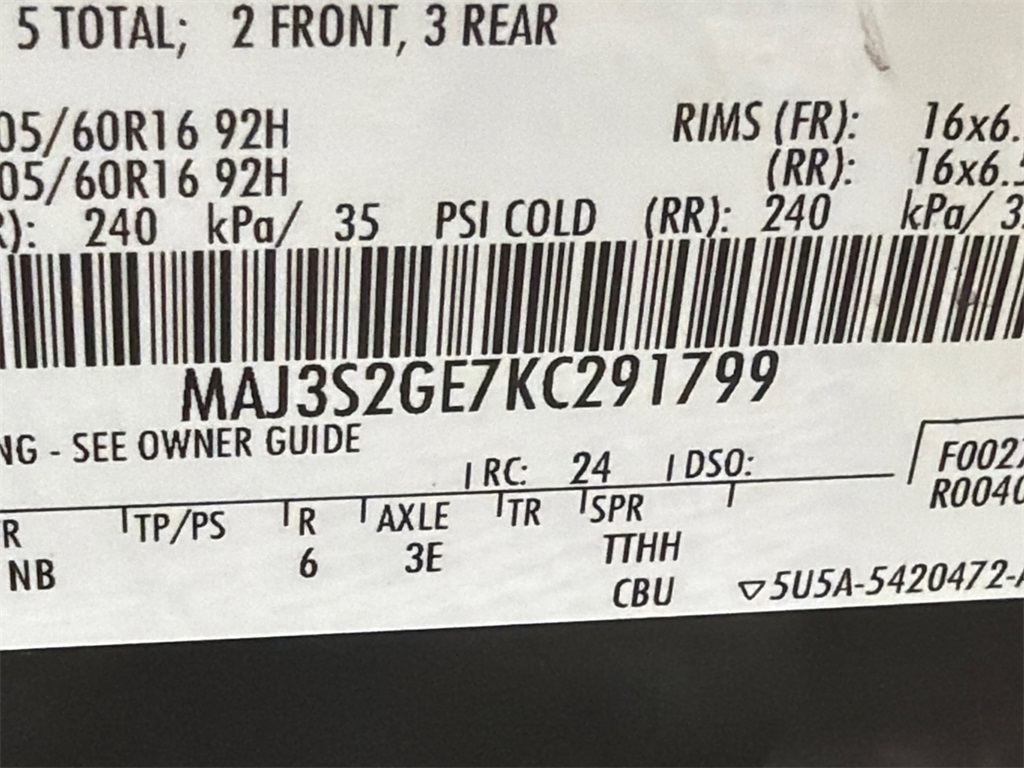 5 TOTAL; 2 FRONT, 3 REAR
05/60R16 92H RIMS (FR): 16x6.
05/60R16 92H (RR): 16x6.5
R): 240 kPa/ 35 PSI COLD (RR): 240 kPa/ 3
MAJ3S2GE7KC291799
NG - SEE OWNER GUIDE
RC: 24 DSO:
F002
R TP/PS R AXLE TR SPR R0040
NB 6 3E TTHH
CBU ▽5U5A-5420472-A